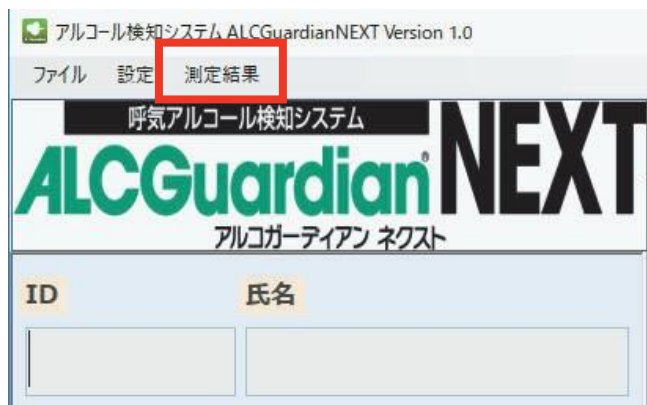 アルコール検知システム ALCGuardianNEXT Version 1.0
ファイル 設定 測定結果
呼気アルコール検知システム
ALCGuardian® NEXT
アルコガーディアン ネクスト
ID 氏名